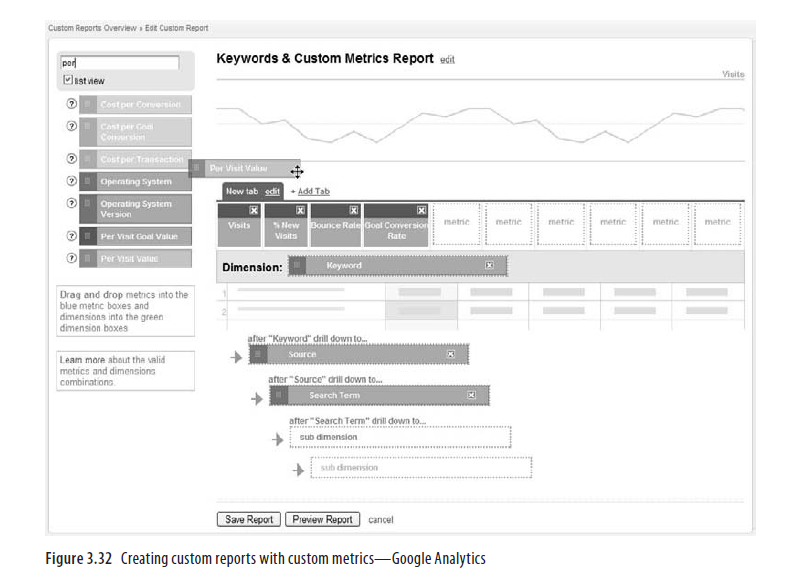 Custom Reports Overview › Edit Custom Report
per
list view
Keywords & Custom Metrics Report edit
Visits
? Cost per Conversion
? Cost per Goal
Conversion
? Cost per Transaction
Per Visit Value
? Operating System
? Operating System
Version
? Per Visit Goal Value
? Per Visit Value
New tab edit + Add Tab
Visits
% New
Visits
Bounce Rate
Goal Conversion
Rate
metric
metric
metric
metric
metric
metric
Dimension: Keyword
1
2
Drag and drop metrics into the
blue metric boxes and
dimensions into the green
dimension boxes
Learn more about the valid
metrics and dimensions
combinations.
after "Keyword" drill down to...
Source
after "Source" drill down to...
Search Term
after "Search Term" drill down to...
sub dimension
sub dimension
Save Report Preview Report cancel
Figure 3.32 Creating custom reports with custom metrics—Google Analytics